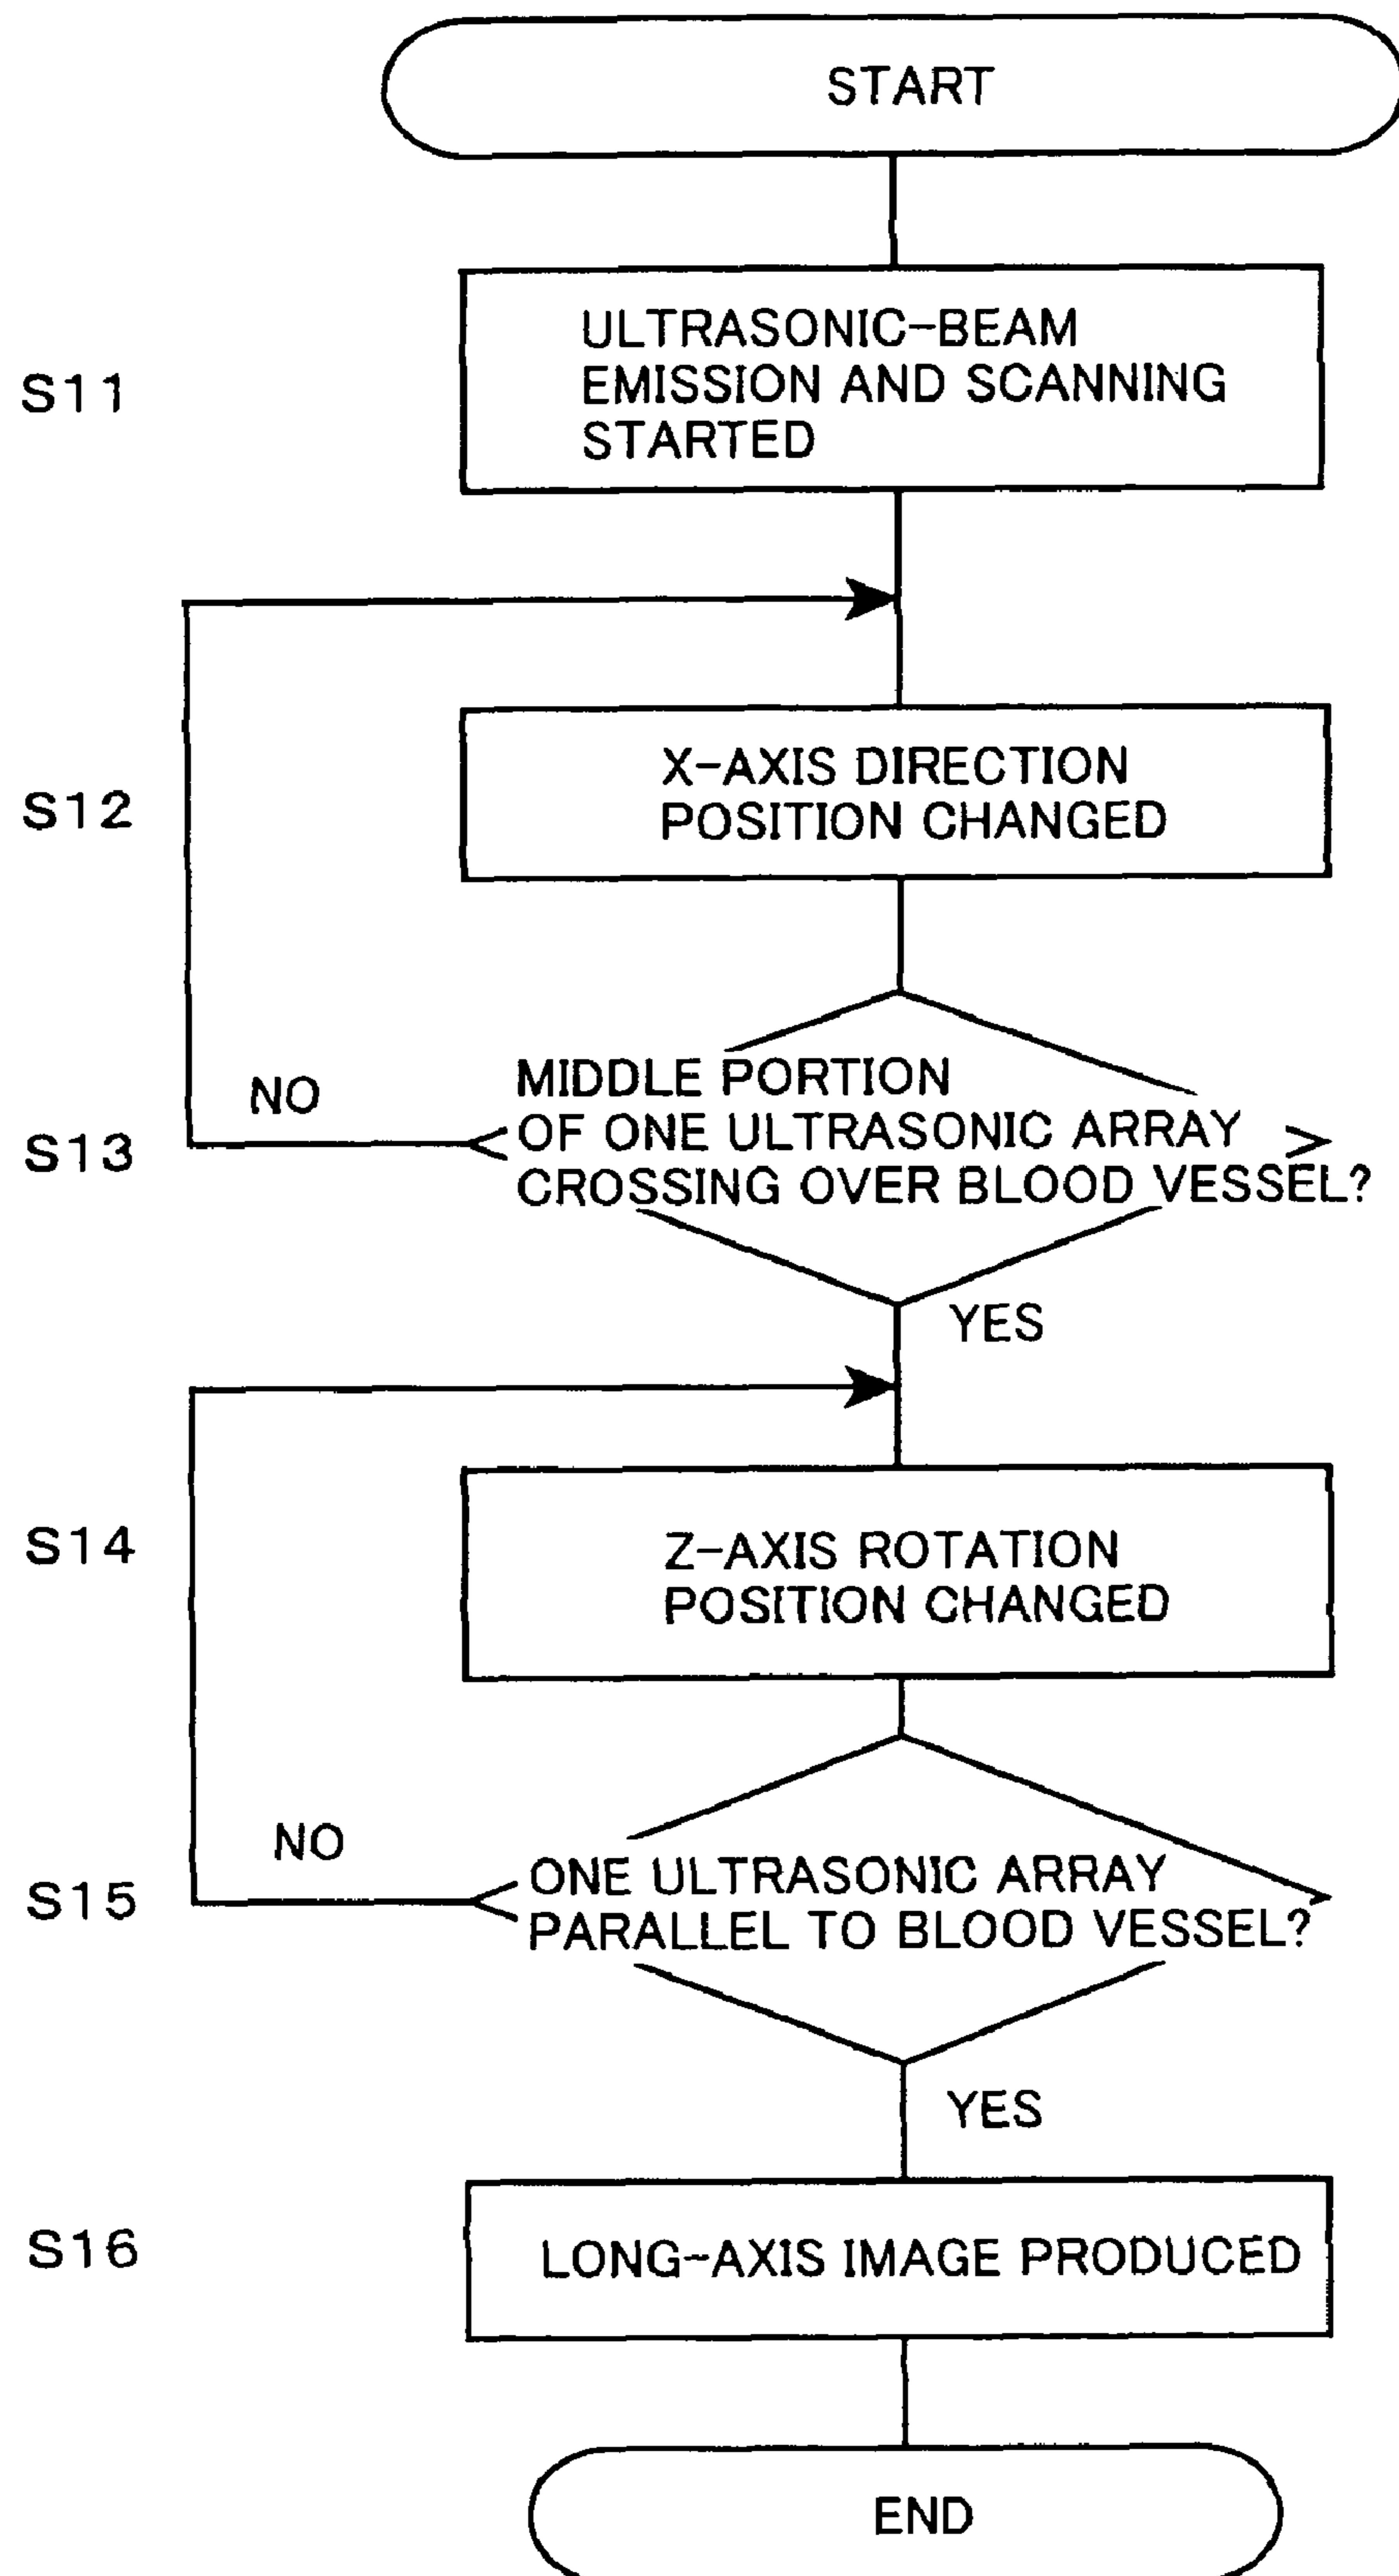 START
S11
ULTRASONIC-BEAM
EMISSION AND SCANNING
STARTED
S12
X-AXIS DIRECTION
POSITION CHANGED
NO
S13
MIDDLE PORTION
OF ONE ULTRASONIC ARRAY
CROSSING OVER BLOOD VESSEL?
YES
S14
Z-AXIS ROTATION
POSITION CHANGED
NO
S15
ONE ULTRASONIC ARRAY
PARALLEL TO BLOOD VESSEL?
YES
S16
LONG-AXIS IMAGE PRODUCED
END